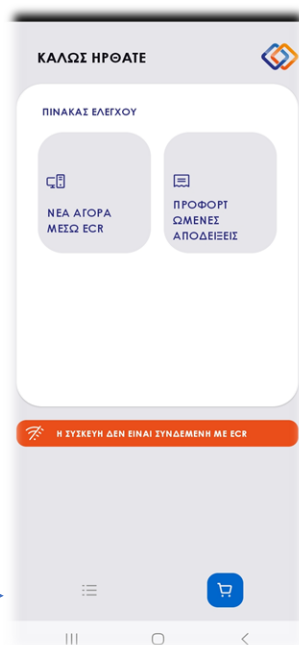 ΚΑΛΩΣ ΗΡΘΑΤΕ
ΠΙΝΑΚΑΣ ΕΛΕΓΧΟΥ
ΝΕΑ ΑΓΟΡΑ
ΜΕΣΩ ECR
ΠΡΟΦΟΡΤ
ΩΜΕΝΕΣ
ΑΠΟΔΕΙΞΕΙΣ
Η ΣΥΣΚΕΥΗ ΔΕΝ ΕΙΝΑΙ ΣΥΝΔΕΜΕΝΗ ΜΕ ECR